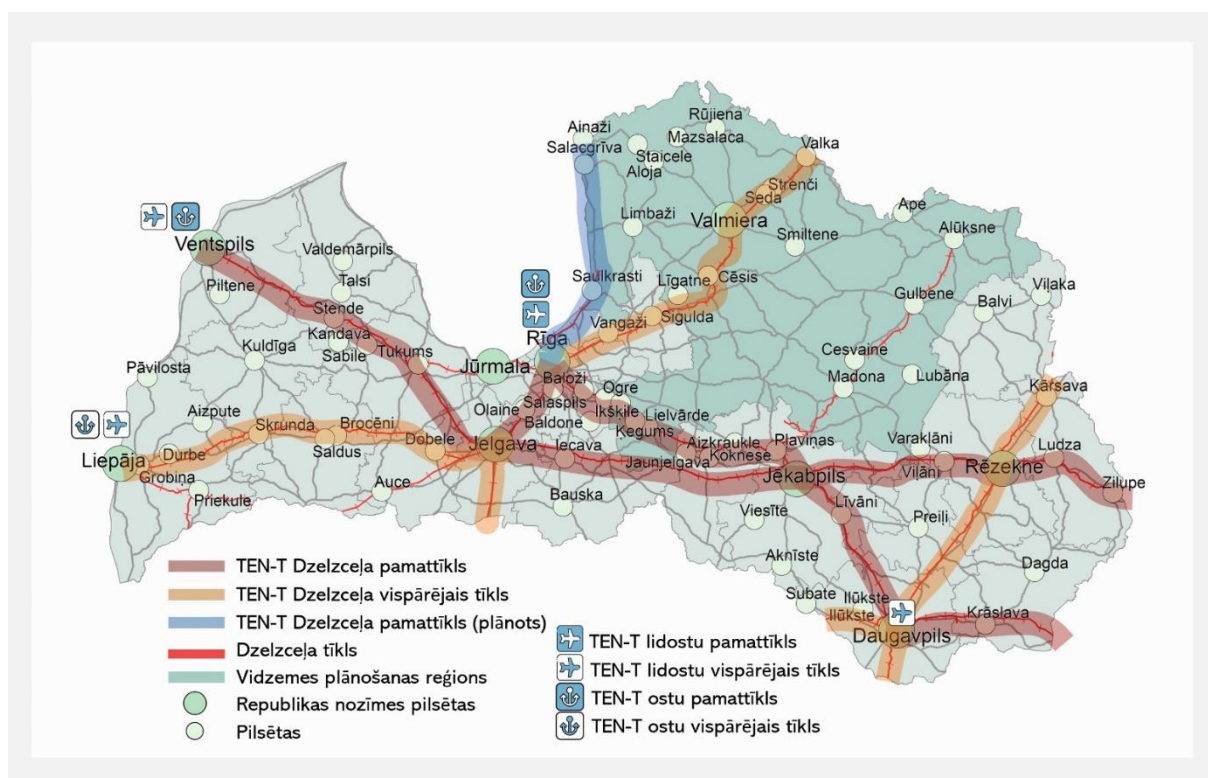 Ainaži
Salacgrīva
Staicele
Aloja
Mazsalaca
Rūjiena
Valka
Strenči
Seda
Valmiera
Limbaži
Smiltene
Ape
Alūksne
Ventspils
Valdemārpils
Talsi
Piltene
Stende
Kandava
Sabile
Kuldīga
Tukums
Pāvilosta
Jūrmala
Rīga
Saulkrasti
Līgatne
Cēsis
Vangaži
Sigulda
Gulbene
Balvi
Viļaka
Cesvaine
Madona
Lubāna
Kārsava
Baloži
Ogre
Salaspils
Olaine
Baldone
Ikšķile
Lielvārde
Ķegums
Aizkraukle
Pļaviņas
Koknese
Varakļāni
Ludza
Viļāni
Rēzekne
Zilupe
Aizpute
Skrunda
Brocēni
Saldus
Dobele
Jelgava
Iecava
Jaunjelgava
Jēkabpils
Liepāja
Durbe
Grobiņa
Priekule
Auce
Bauska
Viesīte
Līvāni
Preiļi
Aknīste
Dagda
Subate
Ilūkste
Ilūkste
Krāslava
Daugavpils
TEN-T Dzelzceļa pamattīkls
TEN-T Dzelzceļa vispārējais tīkls
TEN-T Dzelzceļa pamattīkls (plānots)
Dzelzceļa tīkls
Vidzemes plānošanas reģions
Republikas nozīmes pilsētas
Pilsētas
TEN-T lidostu pamattīkls
TEN-T lidostu vispārējais tīkls
TEN-T ostu pamattīkls
TEN-T ostu vispārējais tīkls